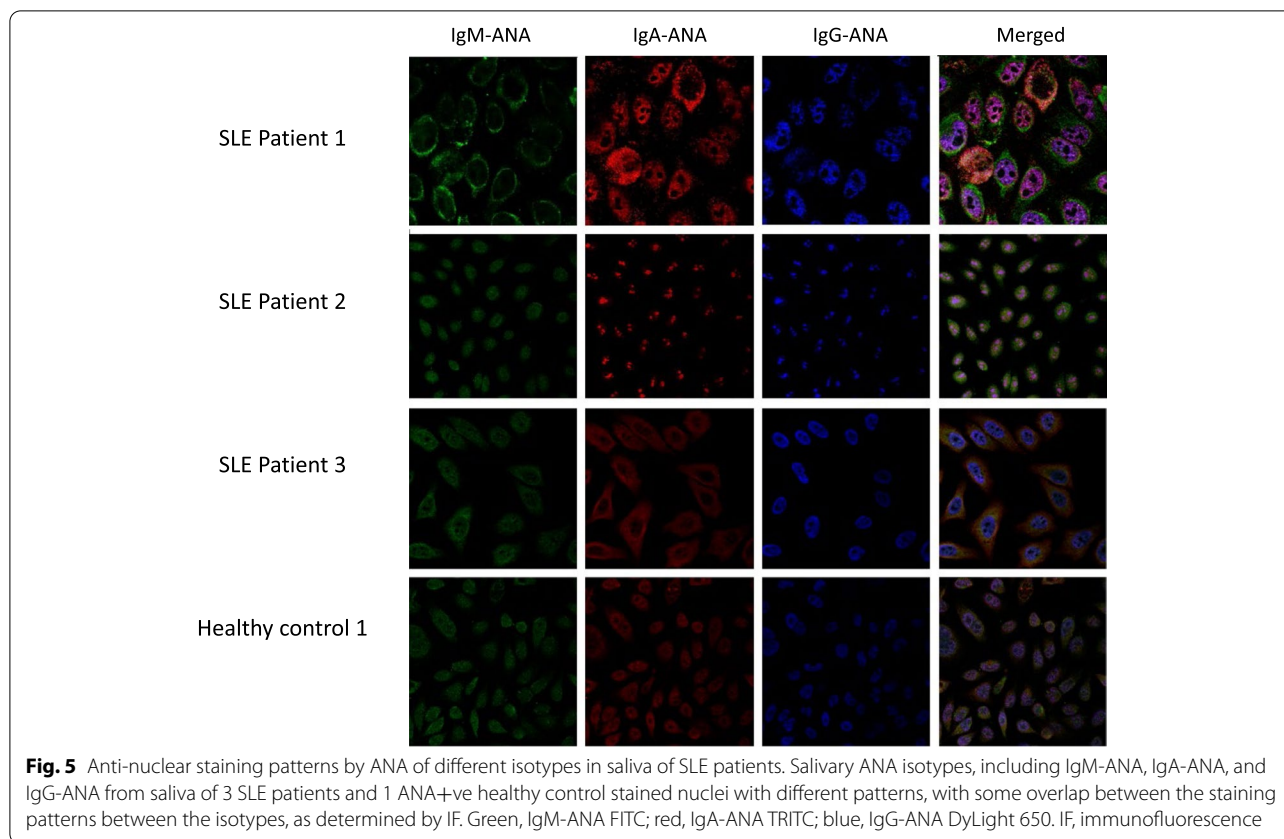 IgM-ANA IgA-ANA IgG-ANA Merged
SLE Patient 1
SLE Patient 2
SLE Patient 3
Healthy control 1
Fig. 5 Anti-nuclear staining patterns by ANA of different isotypes in saliva of SLE patients. Salivary ANA isotypes, including IgM-ANA, IgA-ANA, and
IgG-ANA from saliva of 3 SLE patients and 1 ANA+ve healthy control stained nuclei with different patterns, with some overlap between the staining
patterns between the isotypes, as determined by IF. Green, IgM-ANA FITC; red, IgA-ANA TRITC; blue, IgG-ANA DyLight 650. IF, immunofluorescence